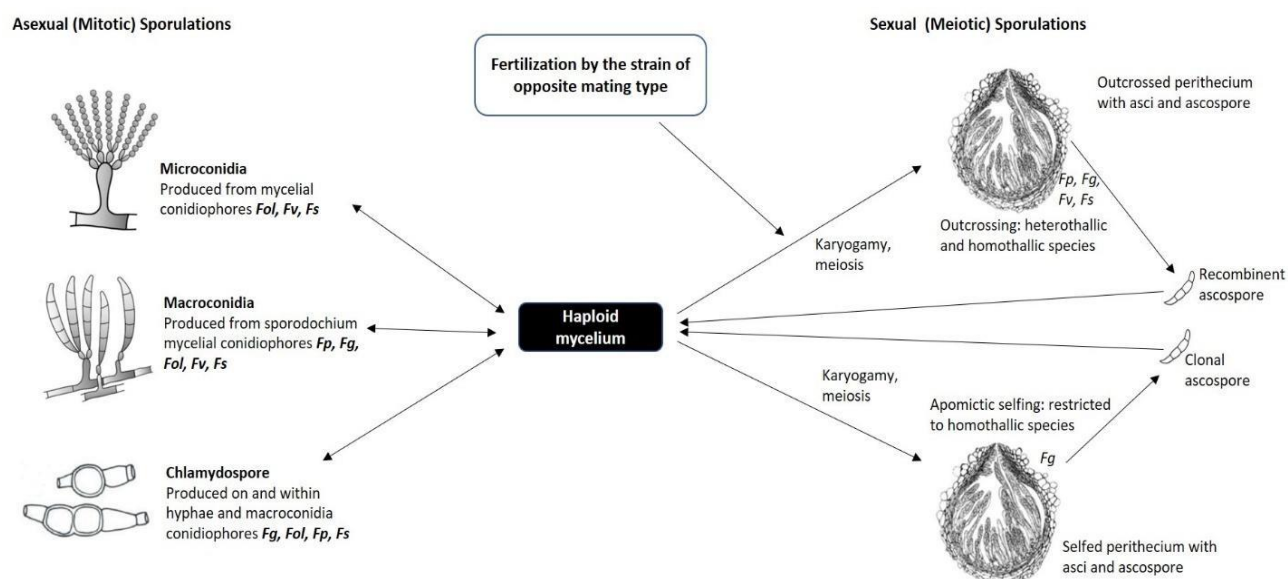 Asexual (Mitotic) Sporulations
Microconidia
Produced from mycelial
conidiophores Fol, Fv, Fs
Macroconidia
Produced from sporodochium
mycelial conidiophores Fp, Fg,
Fol, Fv, Fs
Chlamydospore
Produced on and within
hyphae and macroconidia
conidiophores Fg, Fol, Fp, Fs
Fertilization by the strain of
opposite mating type
Haploid
mycelium
Karyogamy,
meiosis
Karyogamy,
meiosis
Sexual (Meiotic) Sporulations
Outcrossed perithecium
with asci and ascospore
Fp, Fg,
Fv, Fs
Outcrossing: heterothallic
and homothallic species
Recombinent
ascospore
Clonal
ascospore
Apomictic selfing: restricted
to homothallic species
Fg
Selfed perithecium with
asci and ascospore